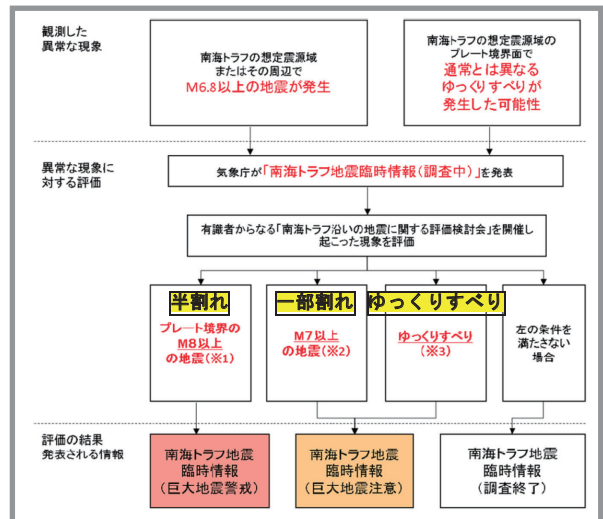 観測した
異常な現象
南海トラフの想定震源域
またはその周辺で
M6.8以上の地震が発生
南海トラフの想定震源域の
プレート境界面で
通常とは異なる
ゆっくりすべりが
発生した可能性
異常な現象に
対する評価
気象庁が「南海トラフ地震臨時情報(調査中)」を発表
有識者からなる「南海トラフ沿いの地震に関する評価検討会」を開催し
起こった現象を評価
半割れ
プレート境界の
M8以上
の地震(※1)
一部割れ
M7以上
の地震(※2)
ゆっくりすべり
ゆっくりすべり
(※3)
左の条件を
満たさない
場合
評価の結果
発表される情報
南海トラフ地震
臨時情報
(巨大地震警戒)
南海トラフ地震
臨時情報
(巨大地震注意)
南海トラフ地震
臨時情報
(調査終了)